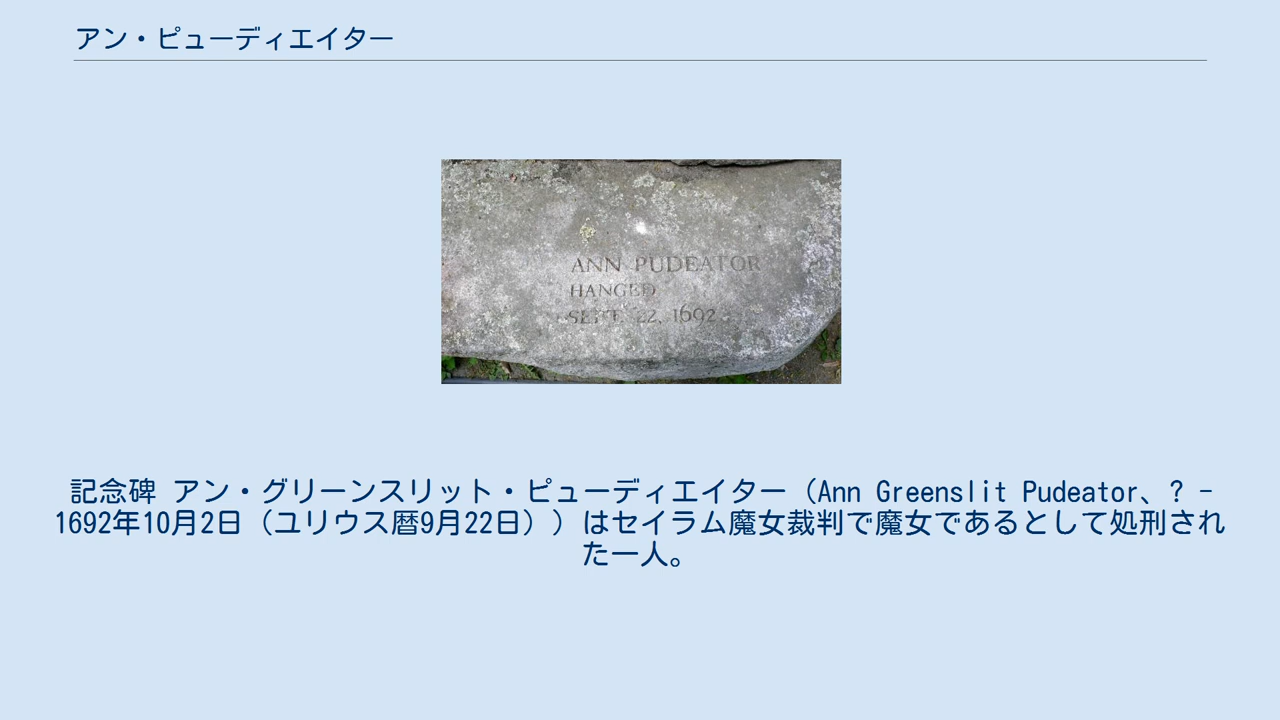 アン・ピューディエイター
ANN PUDEATOR
HANGED
SEPT. 22, 1692
記念碑 アン・グリーンスリット・ピューディエイター（Ann Greenslit Pudeator、? –
1692年10月2日（ユリウス暦9月22日））はセイラム魔女裁判で魔女であるとして処刑され
た一人。